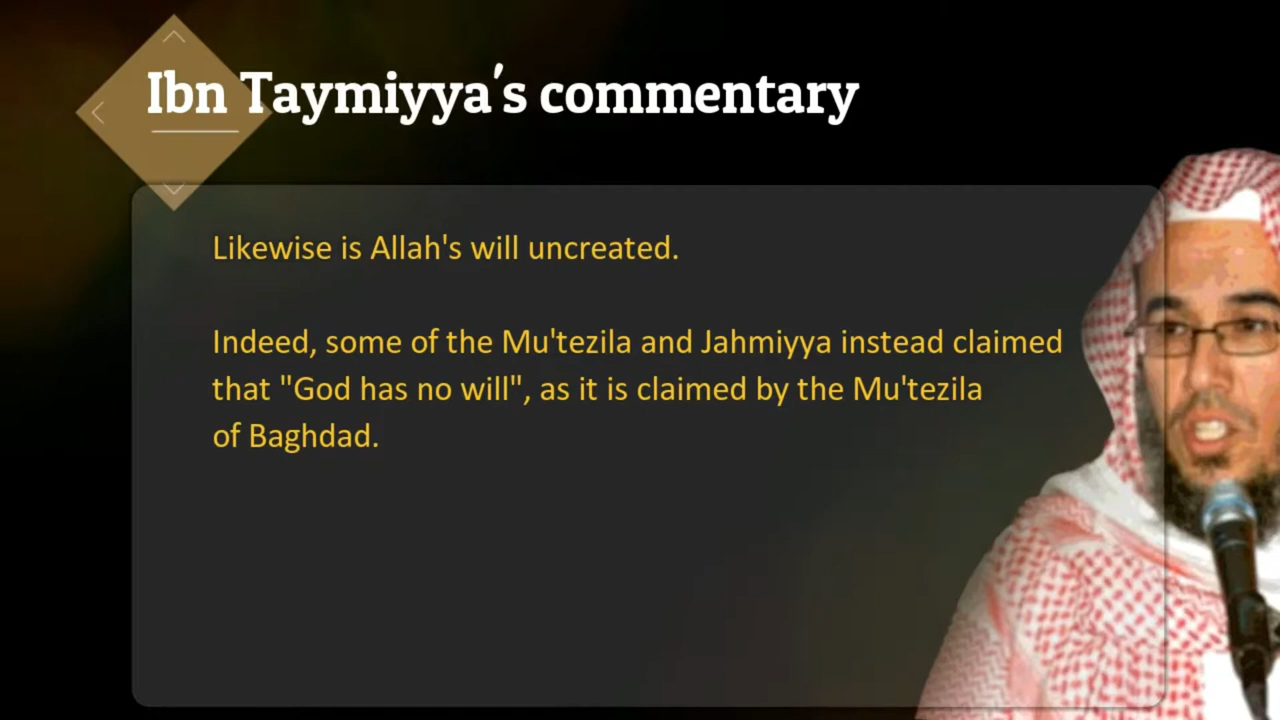 Ibn Taymiyya's commentary
Likewise is Allah's will uncreated.
Indeed, some of the Mu'tezila and Jahmiyya instead claimed
that "God has no will", as it is claimed by the Mu'tezila
of Baghdad.